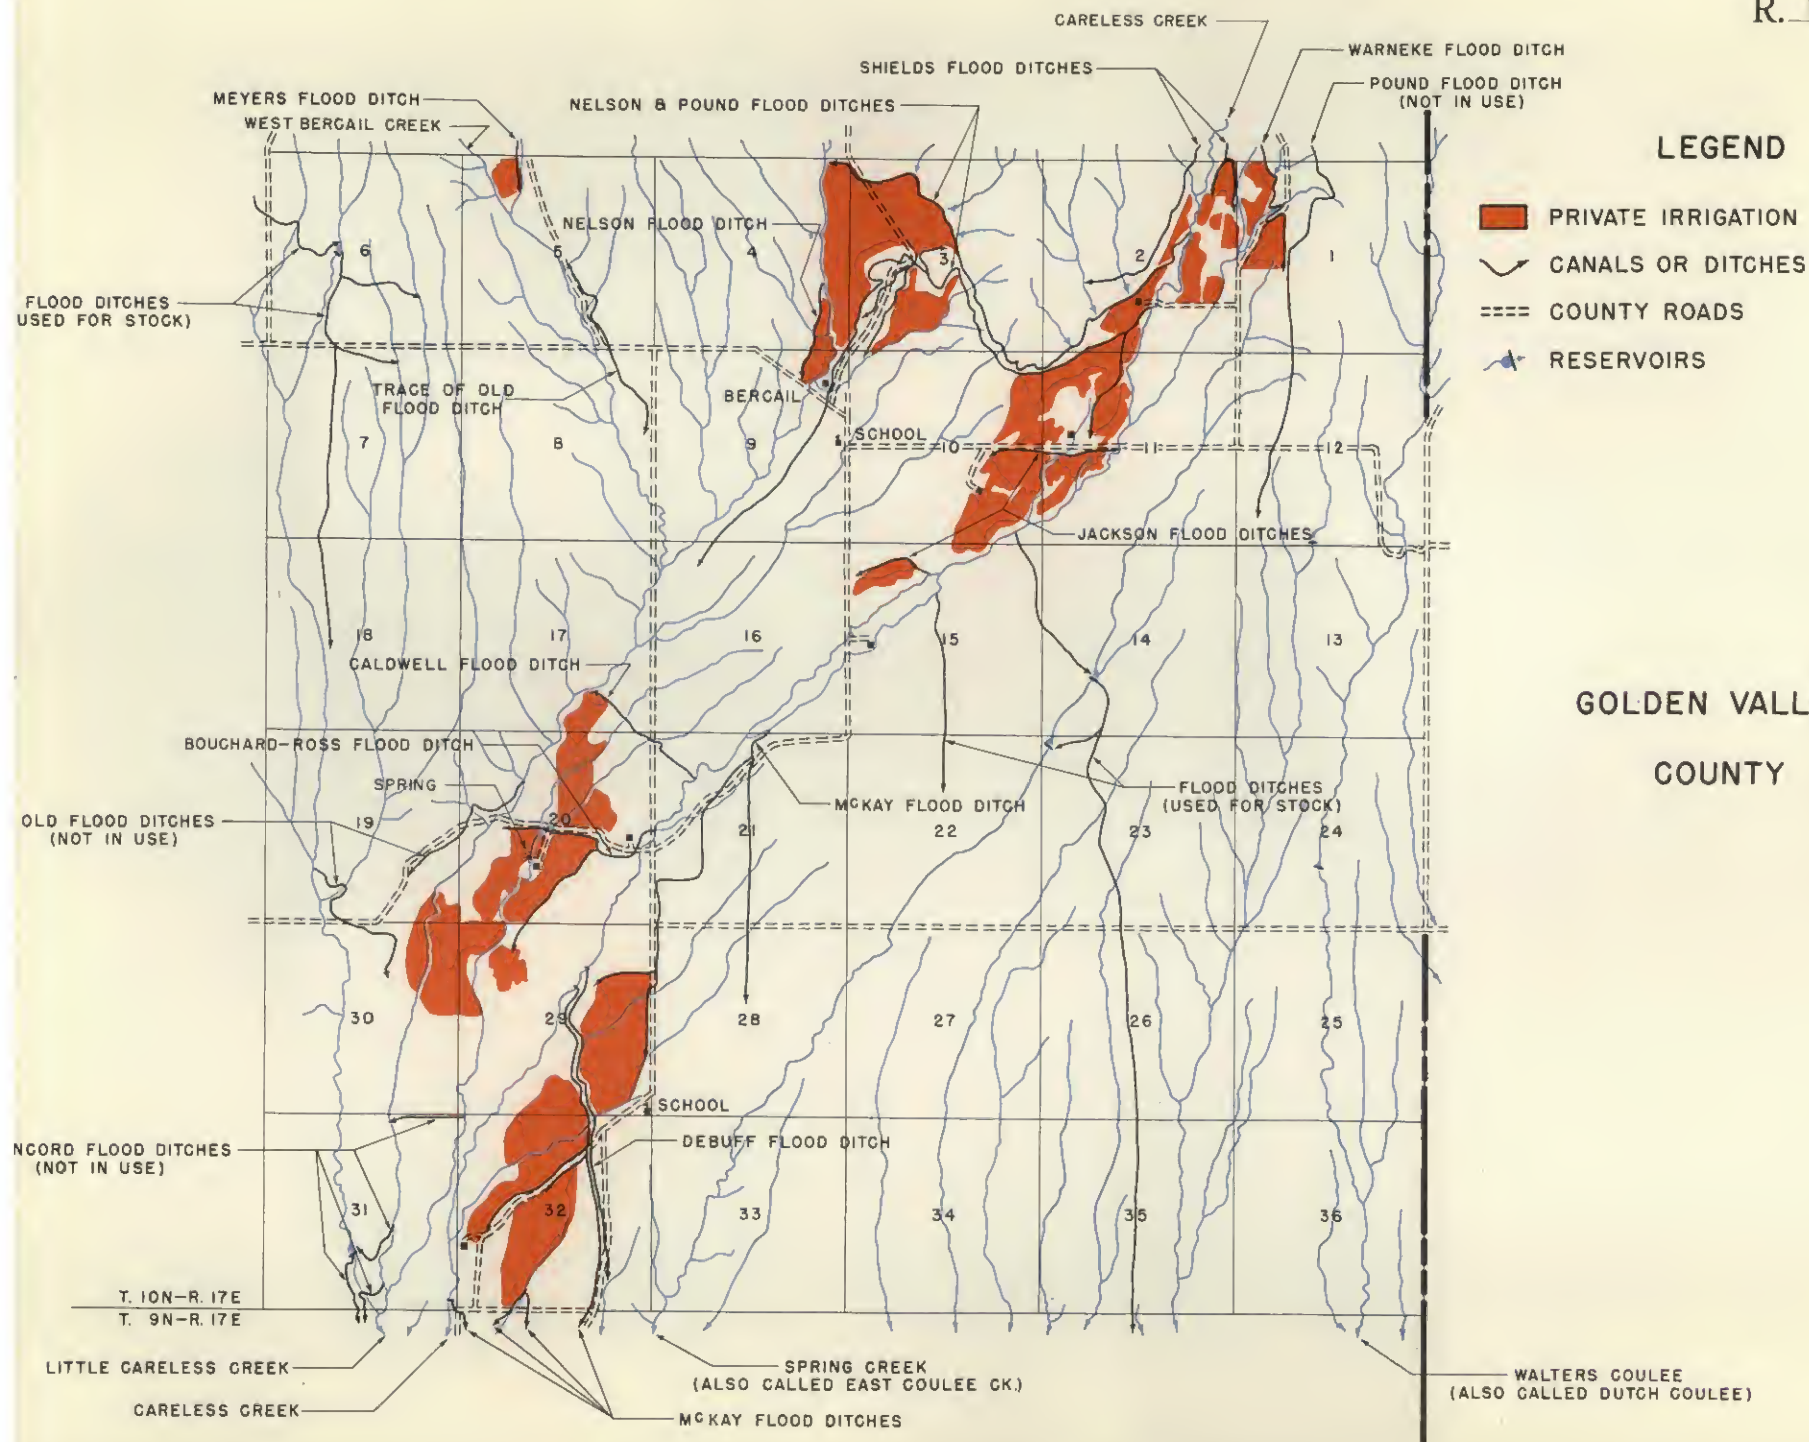 R.
CARELESS CREEK
WARNEKE FLOOD DITCH
SHIELDS FLOOD DITCHES
POUND FLOOD DITCH
(NOT IN USE)
MEYERS FLOOD DITCH
NELSON & POUND FLOOD DITCHES
WEST BERCAIL CREEK
LEGEND
PRIVATE IRRIGATION
CANALS OR DITCHES
COUNTY ROADS
RESERVOIRS
NELSON FLOOD DITCH
6
5
4
3
2
1
FLOOD DITCHES
USED FOR STOCK)
TRACE OF OLD
FLOOD DITCH
BERCAIL
SCHOOL
7
8
9
10
11
12
JACKSON FLOOD DITCHES
18
17
16
15
14
13
CALDWELL FLOOD DITCH
GOLDEN VALL
COUNTY
BOUCHARD-ROSS FLOOD DITCH
SPRING
MCKAY FLOOD DITCH
FLOOD DITCHES
(USED FOR STOCK)
OLD FLOOD DITCHES
(NOT IN USE)
19
20
21
22
23
24
30
29
28
27
26
25
SCHOOL
DEBUFF FLOOD DITCH
NCORD FLOOD DITCHES
(NOT IN USE)
31
32
33
34
35
36
T. 10N-R. 17E
T. 9N-R. 17E
LITTLE CARELESS CREEK
SPRING CREEK
(ALSO CALLED EAST COULEE CK.)
WALTERS COULEE
(ALSO CALLED DUTCH COULEE)
CARELESS CREEK
MCKAY FLOOD DITCHES